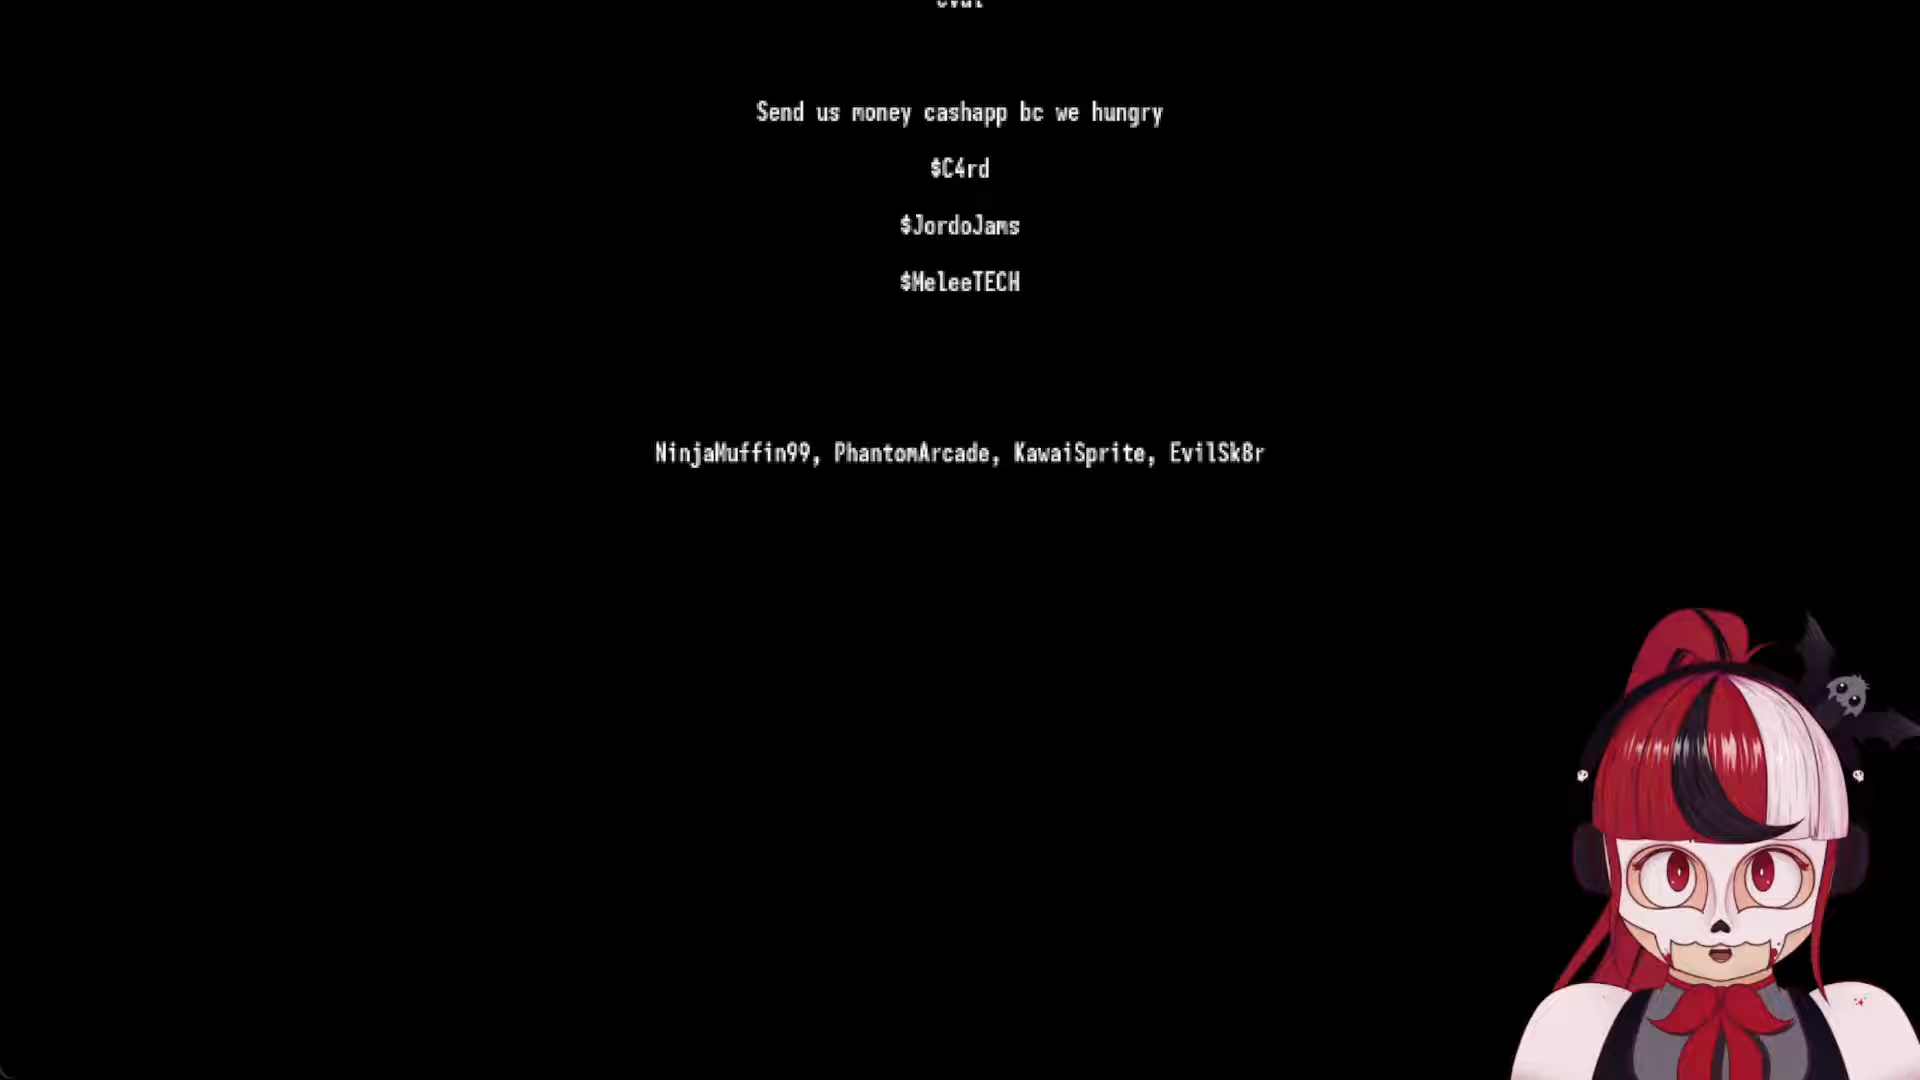 Send us money cashapp bc we hungry
$C4rd
$JordoJams
$MeleeTECH
NinjaMuffin99, PhantomArcade, KawaiSprite, EvilSk8r